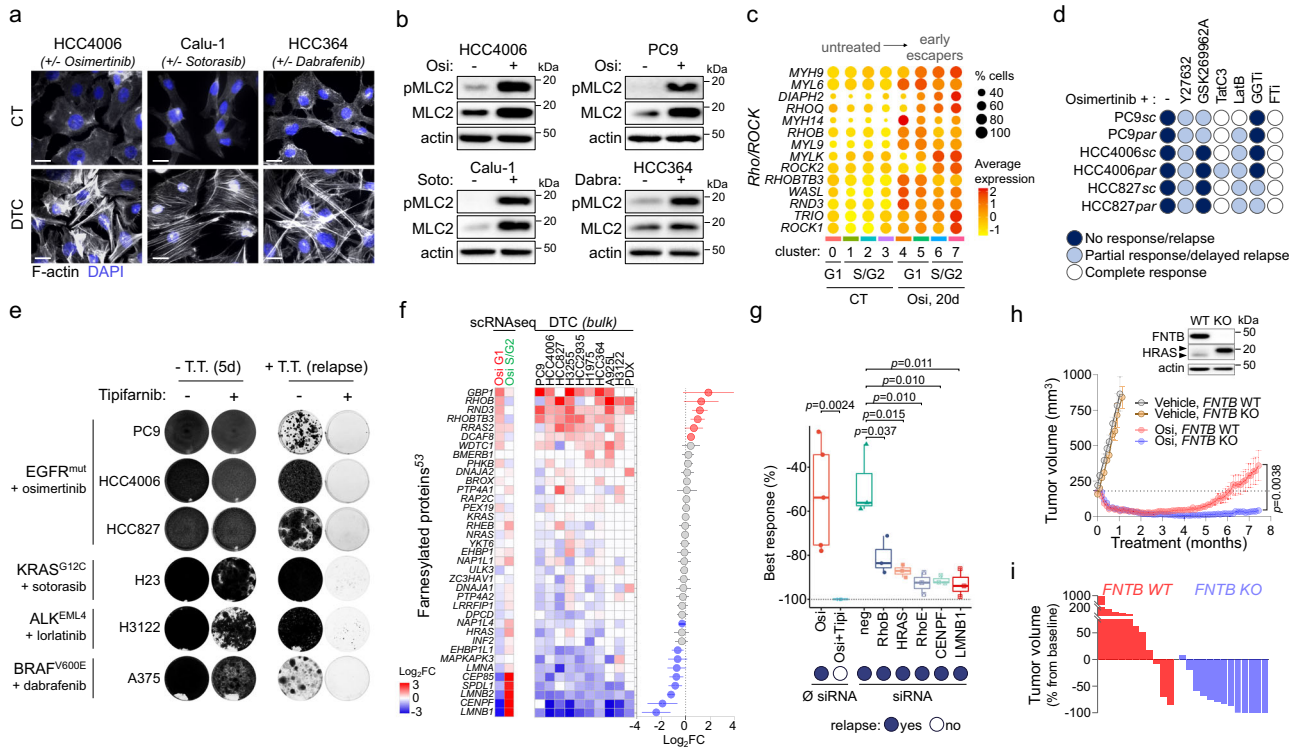 a
HCC4006 Calu-1 HCC364
(+/- Osimertinib) (+/- Sotorasib) (+/- Dabrafenib)
CT
DTC
F-actin DAPI
b
HCC4006 PC9
Osi: - + kDa Osi: - + kDa
pMLC2 20 pMLC2 20
MLC2 20 MLC2 20
actin 50 actin 50
Calu-1 HCC364
Soto: - + kDa Dabra: - + kDa
pMLC2 20 pMLC2 20
MLC2 20 MLC2 20
actin 50 actin 50
c
untreated early escapers
Rho/ROCK
MYH9
MYL6
DIAPH2
RHOQ
MYH14
RHOB
MYL9
MYLK
ROCK2
RHOBTB3
WASL
RND3
TRIO
ROCK1
cluster: 0 1 2 3 4 5 6 7
G1 S/G2 G1 S/G2
CT Osi, 20d
% cells
40
60
80
100
Average
expression
2
1
0
-1
d
Osimertinib + : - Y27632 GSK269962A TatC3 LatB GGTi FTi
PC9sc
PC9par
HCC4006sc
HCC4006par
HCC827sc
HCC827par
No response/relapse
Partial response/delayed relapse
Complete response
e
- T.T. (5d) + T.T. (relapse)
Tipifarnib: - + - +
PC9
EGFRmut
+ osimertinib
HCC4006
HCC827
KRASG12C
+ sotorasib
H23
ALKEML4
+ lorlatinib
H3122
BRAFV600E
+ dabrafenib
A375
f
scRNAseq DTC (bulk)
Osi G1
Osi S/G2
PC9
HCC4006
HCC827
H3255
HCC2935
H1975
HCC364
A925L
H3122
PDX
Farnesylated proteins53
GBP1
RHOB
RND3
RHOBTB3
RRAS2
DCAF8
WDTC1
BMERB1
PHKB
DNAJA2
BROX
PTP4A1
RAP2C
PEX19
KRAS
RHEB
NRAS
YKT6
EHBP1
NAP1L1
ULK3
ZC3HAV1
DNAJA1
PTP4A2
LRRFIP1
DPCD
NAP1L4
HRAS
INF2
EHBP1L1
MAPKAPK3
LMNA
CEP85
SPDL1
LMNB2
CENPF
LMNB1
Log2FC
3
-3
-4 -2 0 2 4
Log2FC
g
p=0.011
p=0.010
p=0.010
p=0.0024 p=0.015
p=0.037
Best response (%)
-40
-60
-80
-100
Osi
Osi+Tipi
neg
RhoB
HRAS
RhoE
CENPF
LMNB1
Ø siRNA siRNA
relapse: yes no
h
WT KO kDa
FNTB 50
HRAS 20
actin 50
Tumor volume (mm3)
1000
800
600
400
200
0
Vehicle, FNTB WT
Vehicle, FNTB KO
Osi, FNTB WT
Osi, FNTB KO
p=0.0038
0 1 2 3 4 5 6 7 8
Treatment (months)
i
FNTB WT FNTB KO
Tumor volume
(% from baseline)
1000
200
50
0
-50
-100